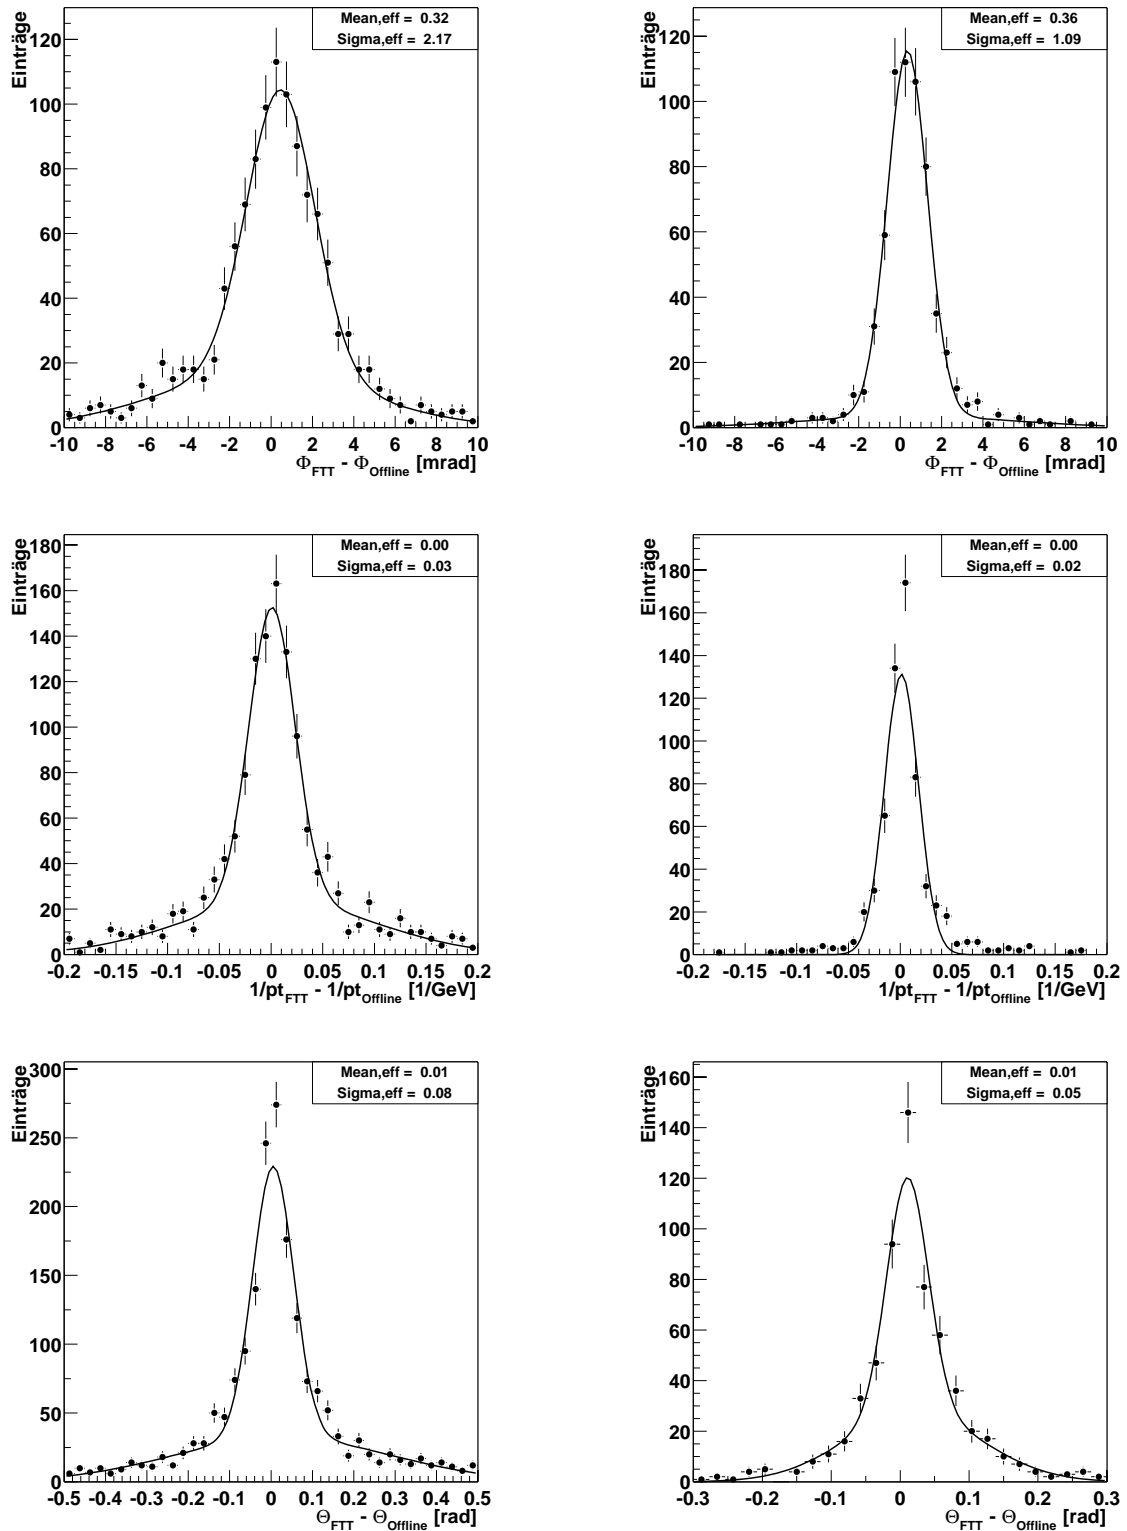 Einträge
Mean,eff = 0.32
Sigma,eff = 2.17
120
100
80
60
40
20
0
-10 -8 -6 -4 -2 0 2 4 6 8 10
Φ_FTT - Φ_Offline [mrad]
Einträge
Mean,eff = 0.36
Sigma,eff = 1.09
120
100
80
60
40
20
0
-10 -8 -6 -4 -2 0 2 4 6 8 10
Φ_FTT - Φ_Offline [mrad]
Einträge
Mean,eff = 0.00
Sigma,eff = 0.03
180
160
140
120
100
80
60
40
20
0
-0.2 -0.15 -0.1 -0.05 0 0.05 0.1 0.15 0.2
1/pt_FTT - 1/pt_Offline [1/GeV]
Einträge
Mean,eff = 0.00
Sigma,eff = 0.02
180
160
140
120
100
80
60
40
20
0
-0.2 -0.15 -0.1 -0.05 0 0.05 0.1 0.15 0.2
1/pt_FTT - 1/pt_Offline [1/GeV]
Einträge
Mean,eff = 0.01
Sigma,eff = 0.08
300
250
200
150
100
50
0
-0.5 -0.4 -0.3 -0.2 -0.1 0 0.1 0.2 0.3 0.4 0.5
Θ_FTT - Θ_Offline [rad]
Einträge
Mean,eff = 0.01
Sigma,eff = 0.05
160
140
120
100
80
60
40
20
0
-0.3 -0.2 -0.1 0 0.1 0.2 0.3
Θ_FTT - Θ_Offline [rad]